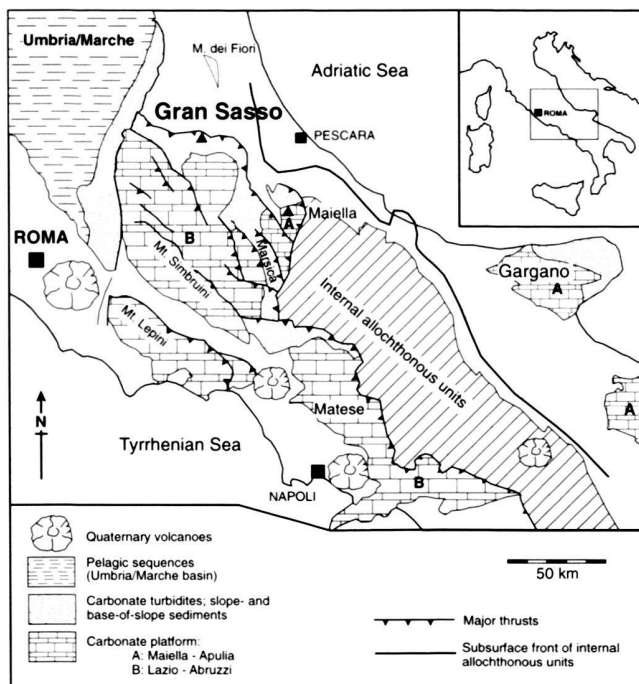 Umbria/Marche
M. dei Fiori
Adriatic Sea
ROMA
Gran Sasso
PESCARA
A
Maiella
B
Marsica
ROMA
Mt. Simbruini
Gargano
A
Internal allochthonous units
Mt. Lepini
A
N
Matese
Tyrrhenian Sea
NAPOLI
B
Quaternary volcanoes
Pelagic sequences
(Umbria/Marche basin)
Carbonate turbidites; slope- and
base-of-slope sediments
Carbonate platform:
A: Maiella - Apulia
B: Lazio - Abruzzi
50 km
Major thrusts
Subsurface front of internal
allochthonous units